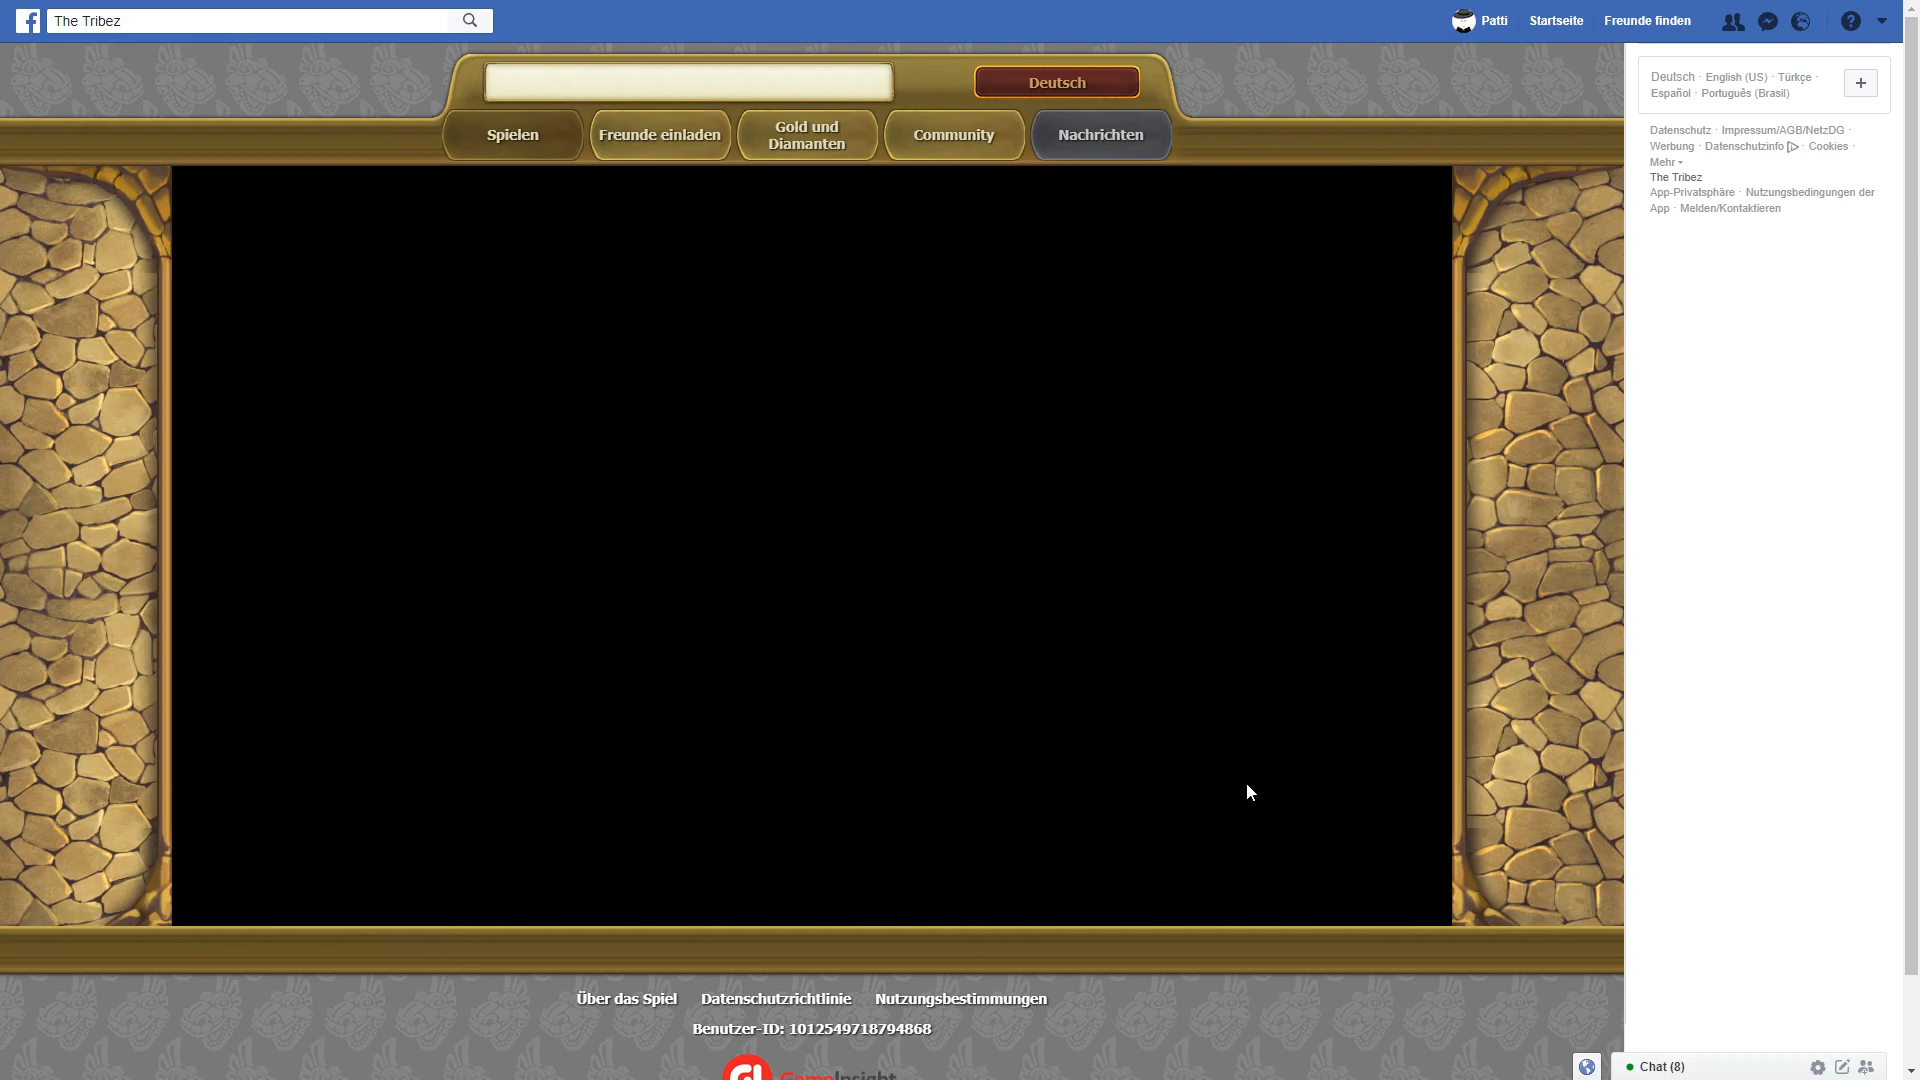 The Tribez
Patti
Startseite
Freunde finden
Deutsch
Spielen
Freunde einladen
Gold und
Diamanten
Community
Nachrichten
Deutsch · English (US) · Türkçe ·
Español · Português (Brasil)
Datenschutz · Impressum/AGB/NetzDG ·
Werbung · Datenschutzinfo · Cookies ·
Mehr
The Tribez
App-Privatsphäre · Nutzungsbedingungen der
App · Melden/Kontaktieren
Über das Spiel Datenschutzrichtlinie Nutzungsbestimmungen
Benutzer-ID: 1012549718794868
GI GameInsight
Chat (8)